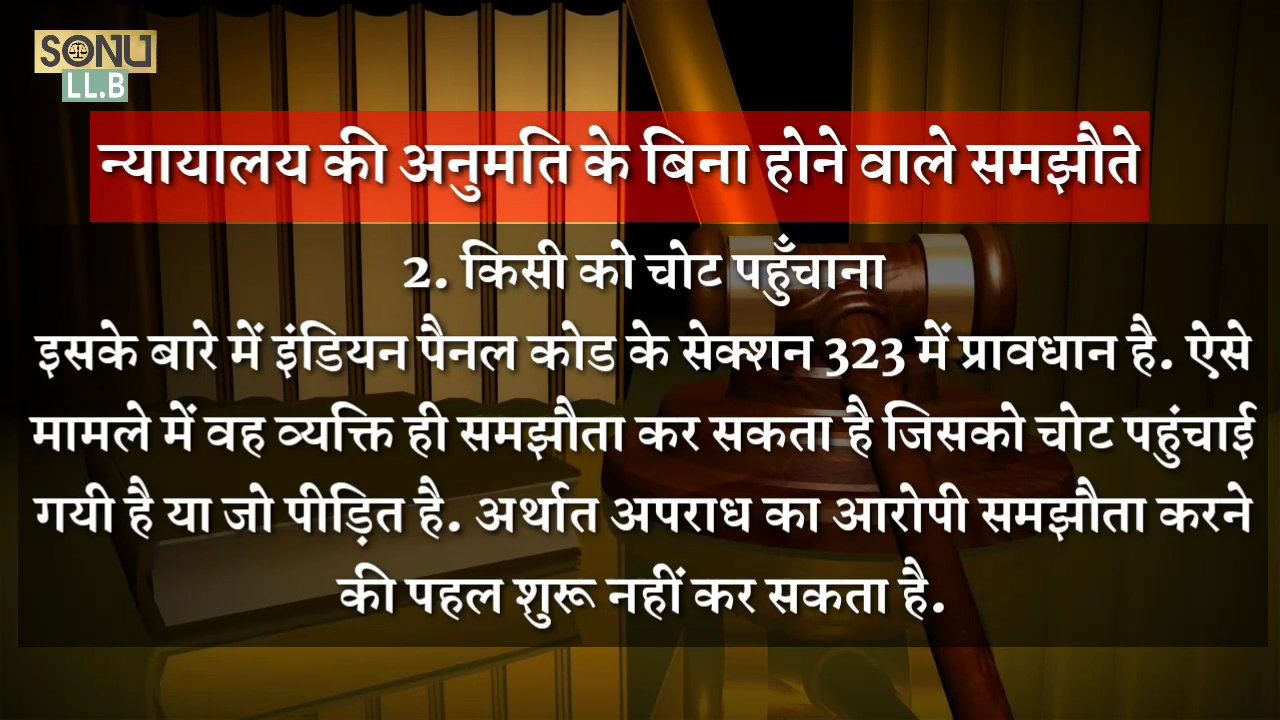 SONU
LL.B
न्यायालय की अनुमति के बिना होने वाले समझौते
2. किसी को चोट पहुँचाना
इसके बारे में इंडियन पैनल कोड के सेक्शन 323 में प्रावधान है. ऐसे
मामले में वह व्यक्ति ही समझौता कर सकता है जिसको चोट पहुंचाई
गयी है या जो पीड़ित है. अर्थात अपराध का आरोपी समझौता करने
की पहल शुरू नहीं कर सकता है.